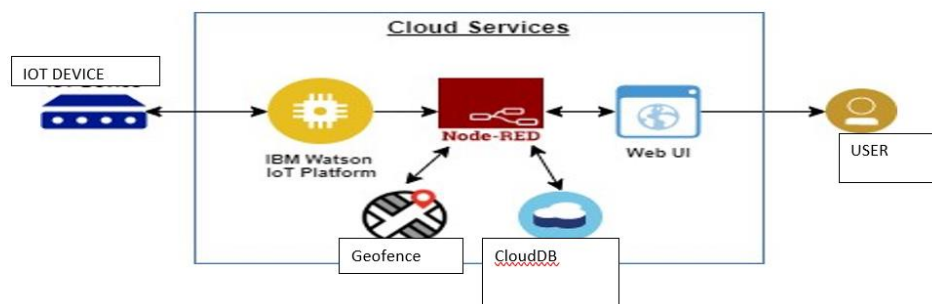 Cloud Services
IOT DEVICE
IBM Watson
IoT Platform
Node-RED
Web UI
USER
Geofence
CloudDB